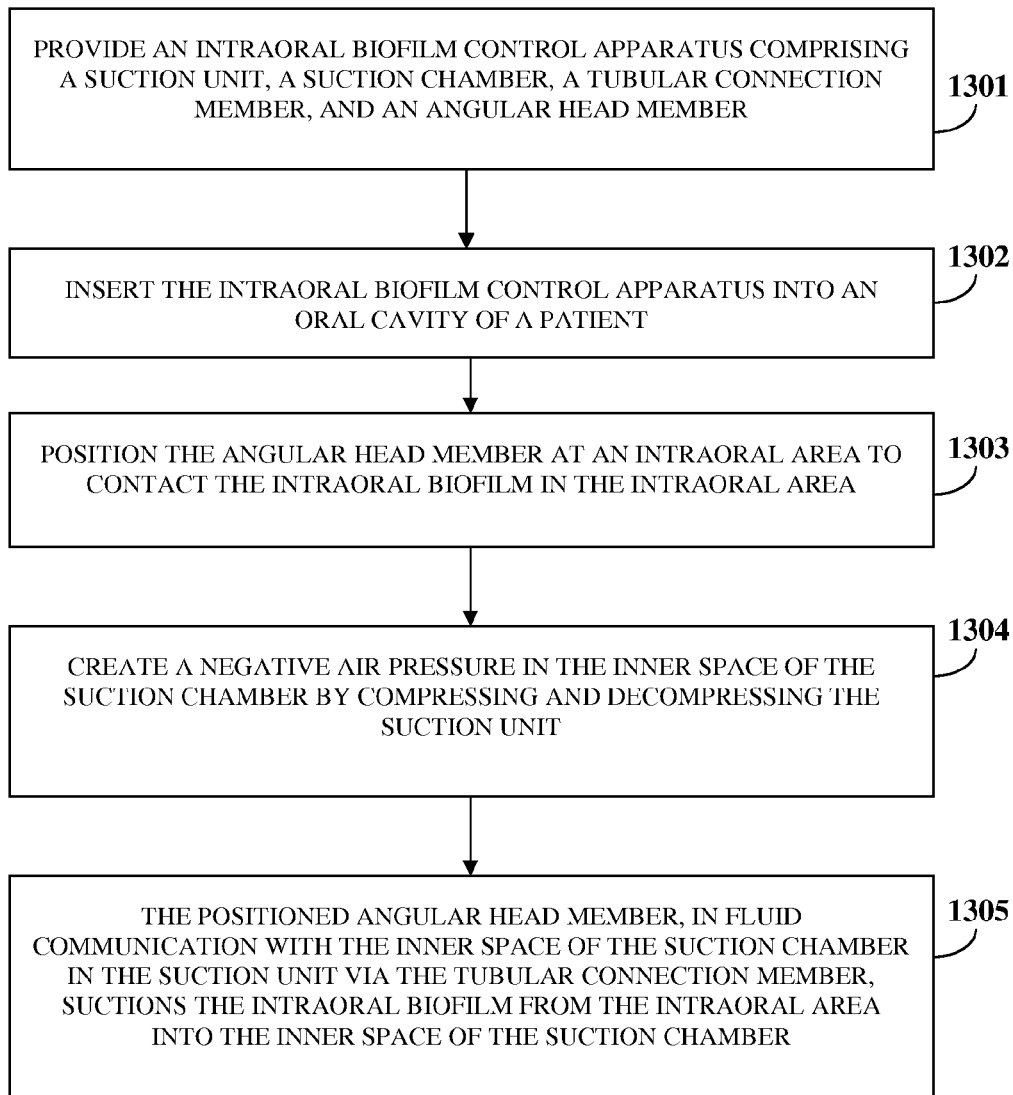 PROVIDE AN INTRAORAL BIOFILM CONTROL APPARATUS COMPRISING
A SUCTION UNIT, A SUCTION CHAMBER, A TUBULAR CONNECTION
MEMBER, AND AN ANGULAR HEAD MEMBER
1301
INSERT THE INTRAORAL BIOFILM CONTROL APPARATUS INTO AN
ORAL CAVITY OF A PATIENT
1302
POSITION THE ANGULAR HEAD MEMBER AT AN INTRAORAL AREA TO
CONTACT THE INTRAORAL BIOFILM IN THE INTRAORAL AREA
1303
CREATE A NEGATIVE AIR PRESSURE IN THE INNER SPACE OF THE
SUCTION CHAMBER BY COMPRESSING AND DECOMPRESSING THE
SUCTION UNIT
1304
THE POSITIONED ANGULAR HEAD MEMBER, IN FLUID
COMMUNICATION WITH THE INNER SPACE OF THE SUCTION CHAMBER
IN THE SUCTION UNIT VIA THE TUBULAR CONNECTION MEMBER,
SUCTIONS THE INTRAORAL BIOFILM FROM THE INTRAORAL AREA
INTO THE INNER SPACE OF THE SUCTION CHAMBER
1305